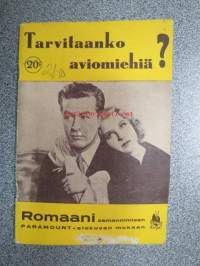 Tarvitaanko
aviomiehiä?
20:-
Romaani samannimisen
PARAMOUNT-elokuvan mukaan